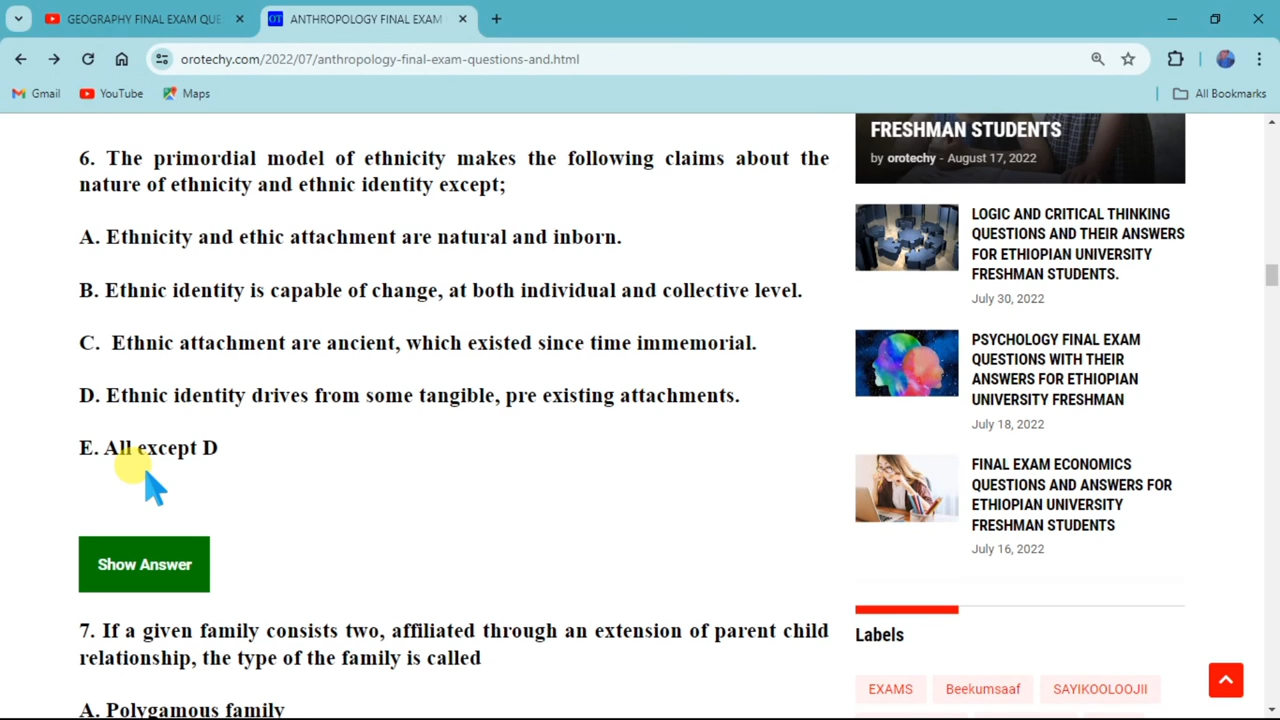 GEOGRAPHY FINAL EXAM QUE
OT ANTHROPOLOGY FINAL EXAM
orotechy.com/2022/07/anthropology-final-exam-questions-and.html
Gmail YouTube Maps All Bookmarks
6. The primordial model of ethnicity makes the following claims about the
nature of ethnicity and ethnic identity except;
A. Ethnicity and ethic attachment are natural and inborn.
B. Ethnic identity is capable of change, at both individual and collective level.
C. Ethnic attachment are ancient, which existed since time immemorial.
D. Ethnic identity drives from some tangible, pre existing attachments.
E. All except D
Show Answer
7. If a given family consists two, affiliated through an extension of parent child
relationship, the type of the family is called
A. Polygamous family
FRESHMAN STUDENTS
by orotechy - August 17, 2022
LOGIC AND CRITICAL THINKING
QUESTIONS AND THEIR ANSWERS
FOR ETHIOPIAN UNIVERSITY
FRESHMAN STUDENTS.
July 30, 2022
PSYCHOLOGY FINAL EXAM
QUESTIONS WITH THEIR
ANSWERS FOR ETHIOPIAN
UNIVERSITY FRESHMAN
July 18, 2022
FINAL EXAM ECONOMICS
QUESTIONS AND ANSWERS FOR
ETHIOPIAN UNIVERSITY
FRESHMAN STUDENTS
July 16, 2022
Labels
EXAMS Beekumsaaf SAYIKOOLOOJII